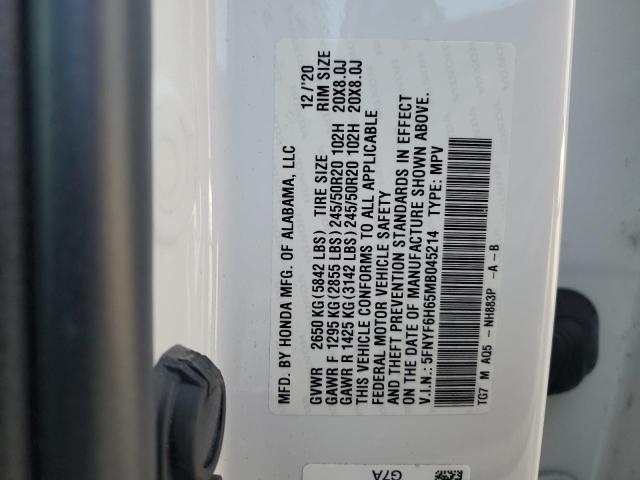 MFD. BY HONDA MFG. OF ALABAMA, LLC 12/'20
GVWR 2650 KG(5842 LBS) TIRE SIZE RIM SIZE
GAWR F 1295 KG(2855 LBS) 245/50R20 102H 20X8.0J
GAWR R 1425 KG(3142 LBS) 245/50R20 102H 20X8.0J
THIS VEHICLE CONFORMS TO ALL APPLICABLE
FEDERAL MOTOR VEHICLE SAFETY
AND THEFT PREVENTION STANDARDS IN EFFECT
ON THE DATE OF MANUFACTURE SHOWN ABOVE.
V.I.N.: 5FNYF6H65MB045214 TYPE: MPV
TG7 M AQ5 - NH883P -A -B
G7A